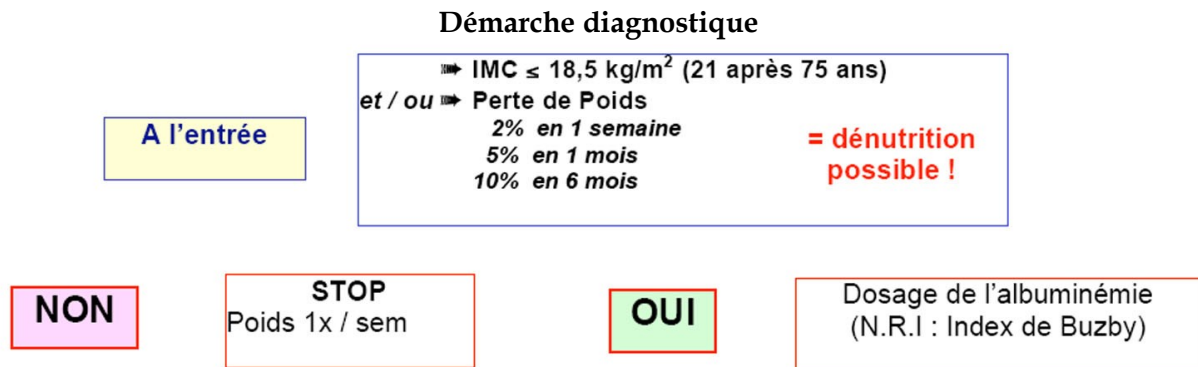 Démarche diagnostique
➠ IMC ≤ 18,5 kg/m² (21 après 75 ans)
et / ou ➠ Perte de Poids
2% en 1 semaine
5% en 1 mois
10% en 6 mois
A l'entrée
= dénutrition
possible !
NON
STOP
Poids 1x / sem
OUI
Dosage de l'albuminémie
(N.R.I : Index de Buzby)